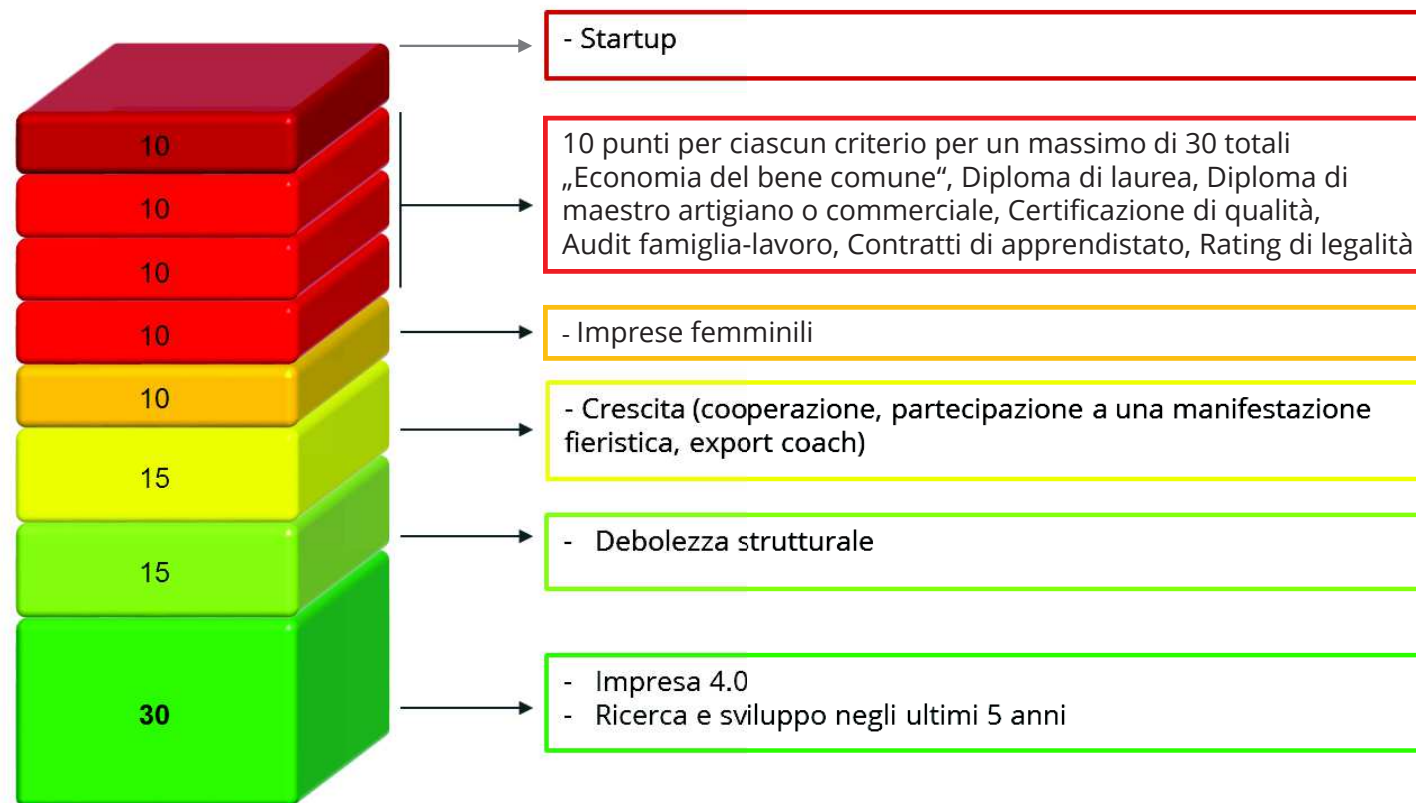 - Startup
10
10 punti per ciascun criterio per un massimo di 30 totali
„Economia del bene comune“, Diploma di laurea, Diploma di
maestro artigiano o commerciale, Certificazione di qualità,
Audit famiglia-lavoro, Contratti di apprendistato, Rating di legalità
10
10
10
- Imprese femminili
10
- Crescita (cooperazione, partecipazione a una manifestazione
fieristica, export coach)
15
- Debolezza strutturale
15
- Impresa 4.0
- Ricerca e sviluppo negli ultimi 5 anni
30